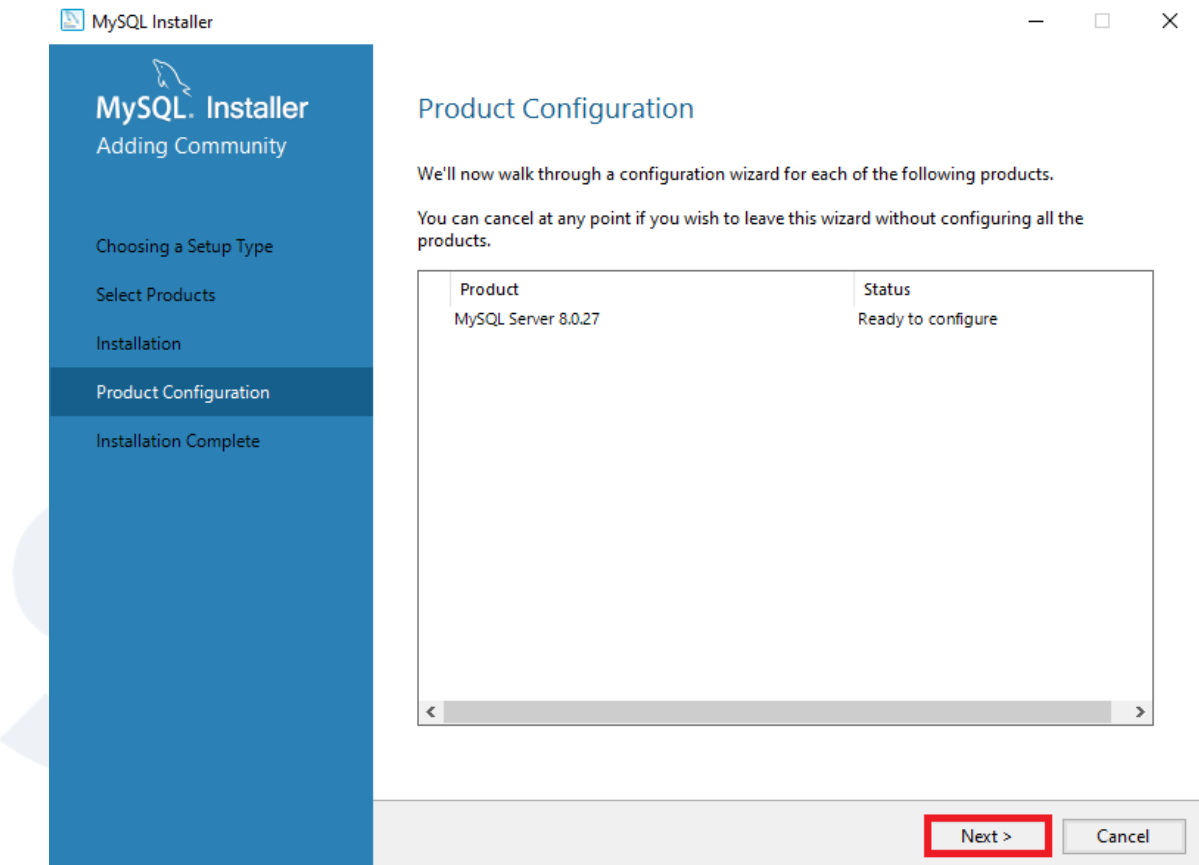 MySQL Installer
MySQL. Installer
Adding Community
Choosing a Setup Type
Select Products
Installation
Product Configuration
Installation Complete
Product Configuration
We'll now walk through a configuration wizard for each of the following products.
You can cancel at any point if you wish to leave this wizard without configuring all the
products.
Product Status
MySQL Server 8.0.27 Ready to configure
Next > Cancel